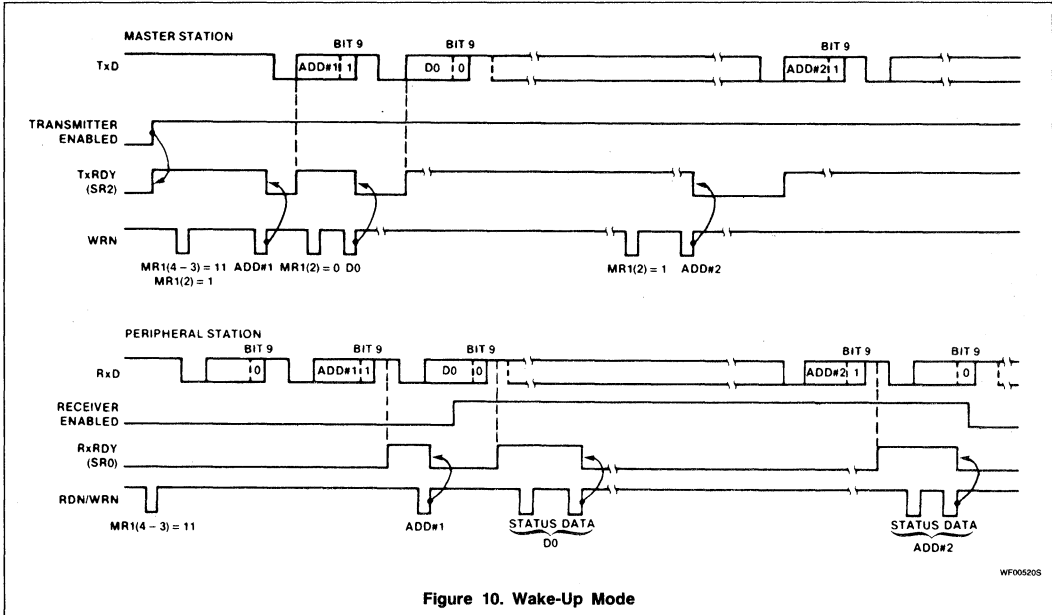 MASTER STATION
BIT 9 BIT 9 BIT 9
TxD ADD#1 1 D0 0 ADD#2 1
TRANSMITTER
ENABLED
TxRDY
(SR2)
WRN
MR1(4 – 3) = 11 ADD#1 MR1(2) = 0 D0 MR1(2) = 1 ADD#2
MR1(2) = 1
PERIPHERAL STATION
BIT 9 BIT 9 BIT 9 BIT 9 BIT 9
RxD 0 ADD#1 1 D0 0 ADD#2 1 0
RECEIVER
ENABLED
RxRDY
(SR0)
RDN/WRN
MR1(4 – 3) = 11 ADD#1 STATUS DATA STATUS DATA
D0 ADD#2
WF00520S
Figure 10. Wake-Up Mode